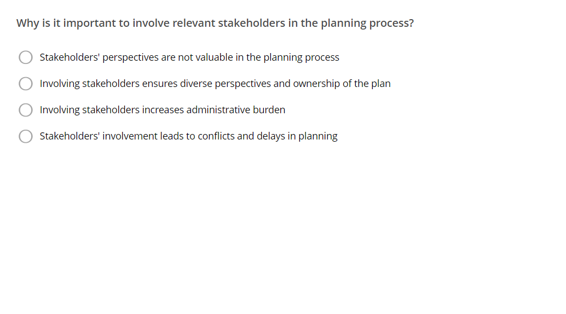 Why is it important to involve relevant stakeholders in the planning process?
Stakeholders' perspectives are not valuable in the planning process
Involving stakeholders ensures diverse perspectives and ownership of the plan
Involving stakeholders increases administrative burden
Stakeholders' involvement leads to conflicts and delays in planning